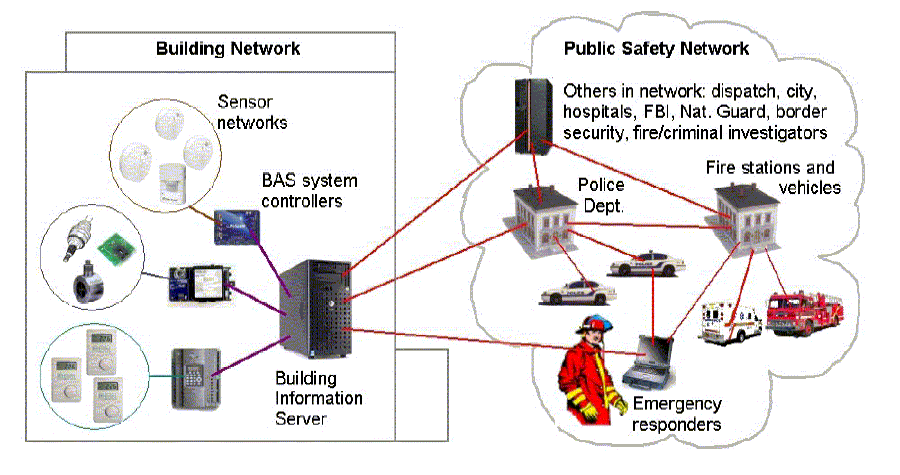 Building Network
Sensor
networks
BAS system
controllers
Building
Information
Server
Public Safety Network
Others in network: dispatch, city,
hospitals, FBI, Nat. Guard, border
security, fire/criminal investigators
Police
Dept.
Fire stations and
vehicles
Emergency
responders